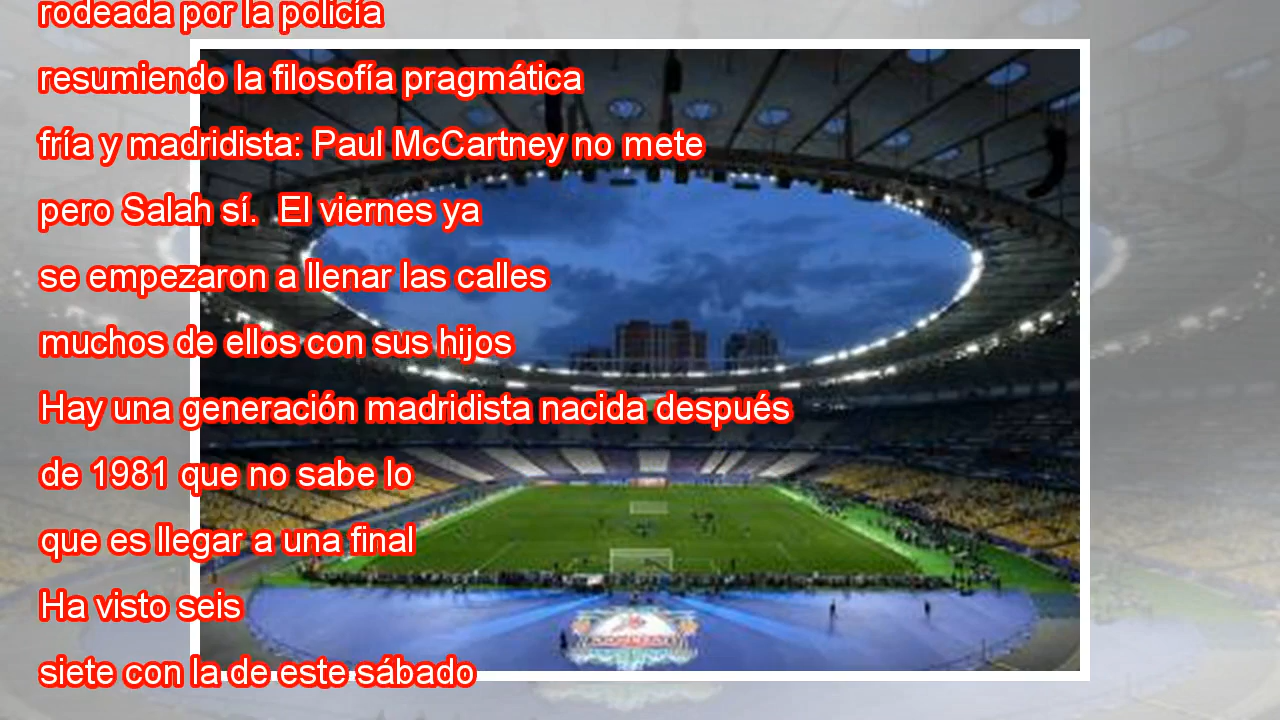 rodeada por la policía
resumiendo la filosofía pragmática
fría y madridista: Paul McCartney no mete
pero Salah sí.  El viernes ya
se empezaron a llenar las calles
muchos de ellos con sus hijos
Hay una generación madridista nacida después
de 1981 que no sabe lo
que es llegar a una final
Ha visto seis
siete con la de este sábado